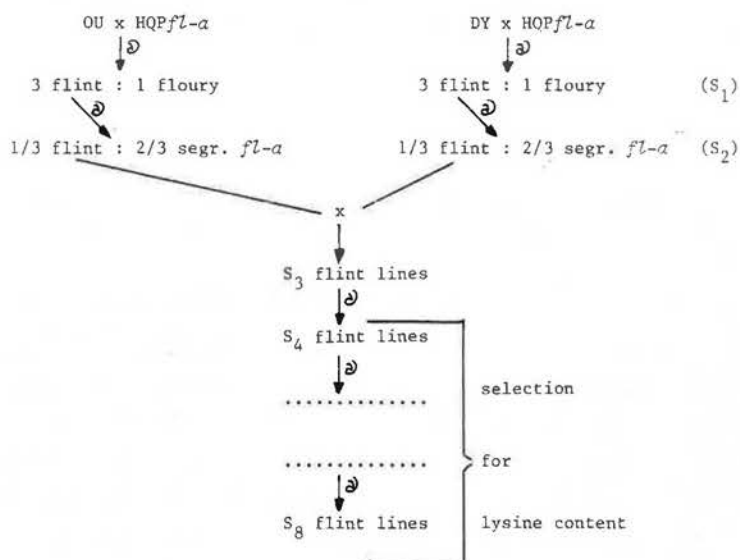 OU x HQPfl-a DY x HQPfl-a
3 flint : 1 floury 3 flint : 1 floury (S1)
1/3 flint : 2/3 segr. fl-a 1/3 flint : 2/3 segr. fl-a (S2)
x
S3 flint lines
S4 flint lines
selection
................
................ for
S8 flint lines lysine content